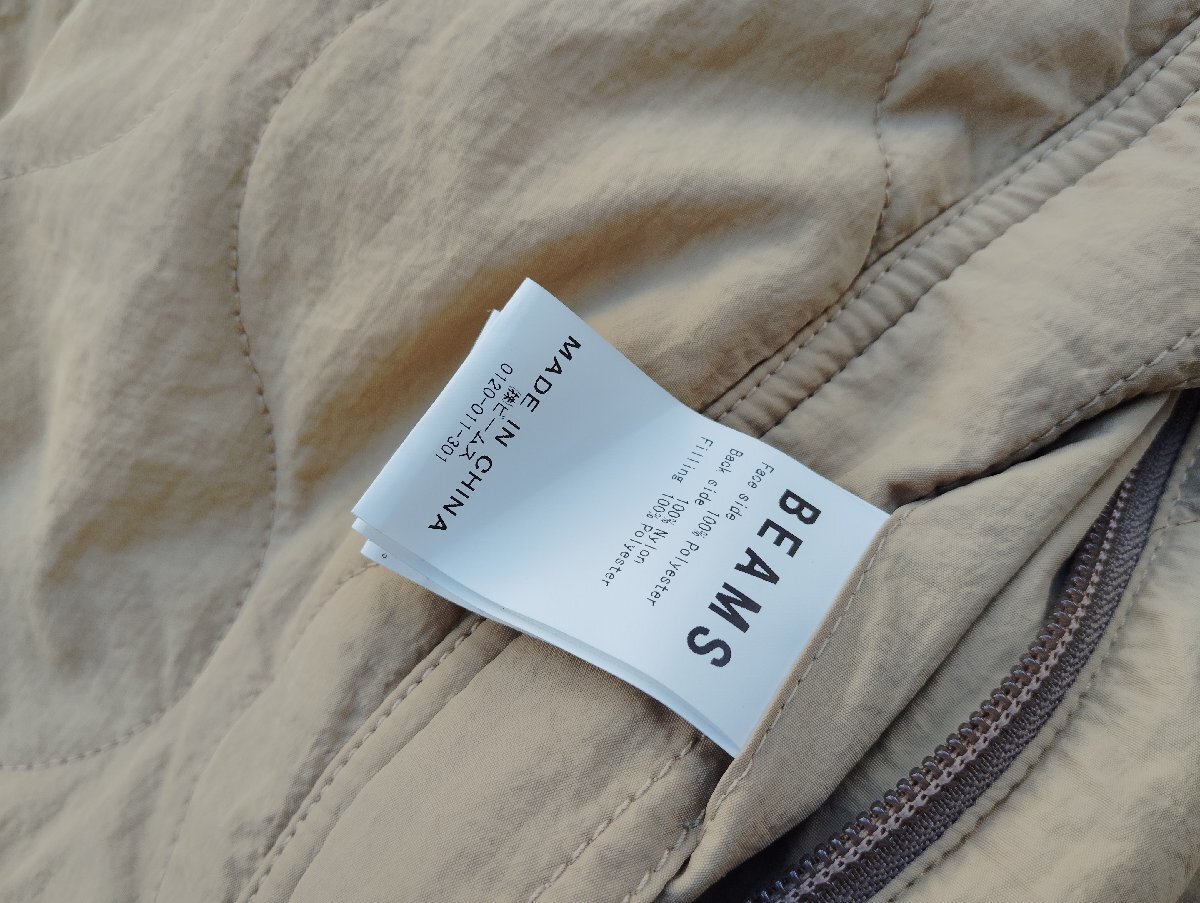 BEAMS
Face side 100% Polyester
Back side 100% Nylon
Filling 100% Polyester
MADE IN CHINA
㈱ビームス
0120-011-301